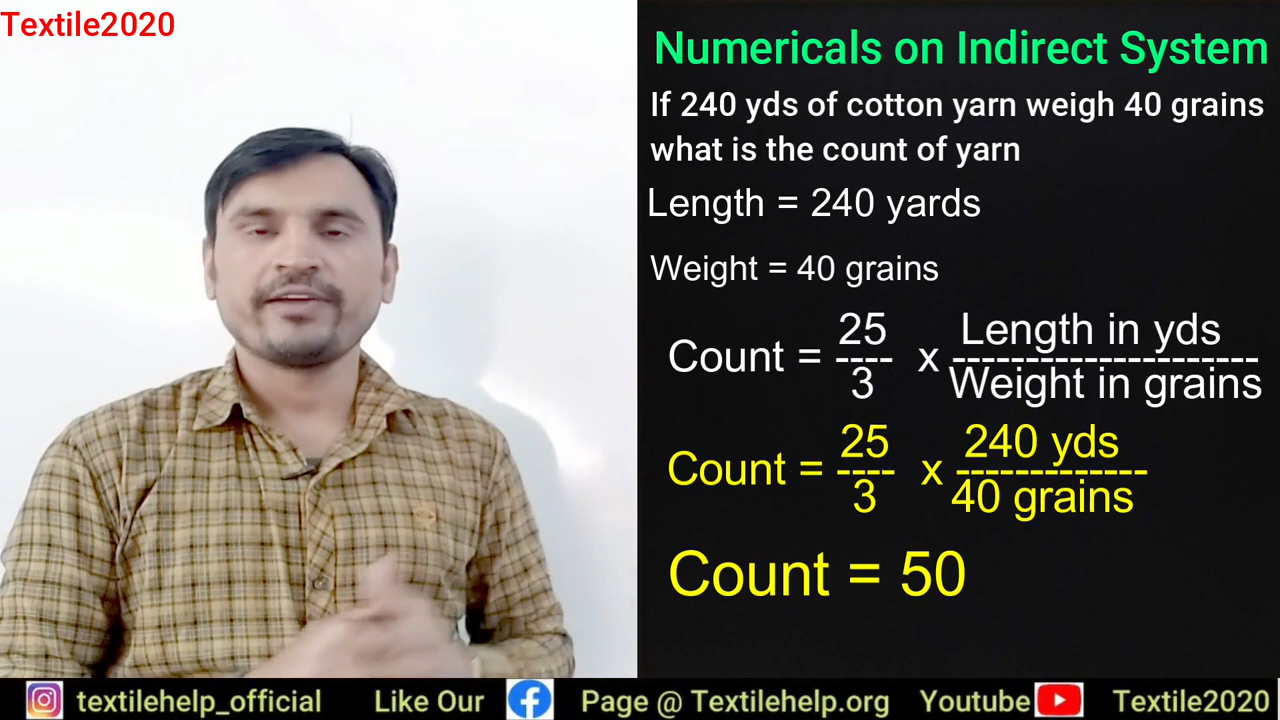 Textile2020
Numericals on Indirect System
If 240 yds of cotton yarn weigh 40 grains
what is the count of yarn
Length = 240 yards
Weight = 40 grains
25 Length in yds
Count = ---- x ---------------------
3 Weight in grains
25 240 yds
Count = ---- x -------------
3 40 grains
Count = 50
textilehelp_official Like Our Page @ Textilehelp.org Youtube Textile2020